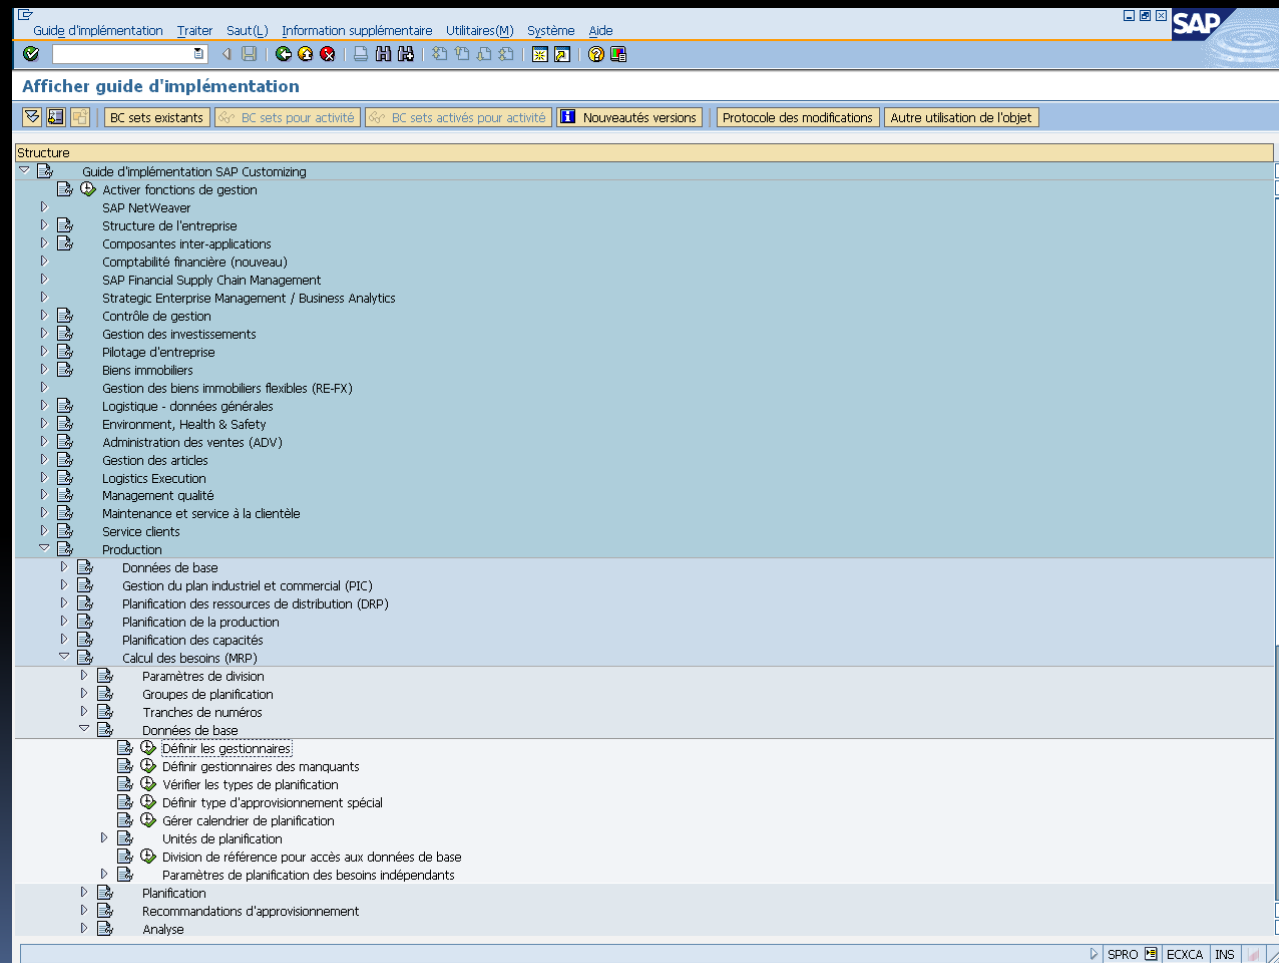 Guide d'implémentation Traiter Saut(L) Information supplémentaire Utilitaires(M) Système Aide
SAP
Afficher guide d'implémentation
BC sets existants BC sets pour activité BC sets activés pour activité Nouveautés versions Protocole des modifications Autre utilisation de l'objet
Structure
Guide d'implémentation SAP Customizing
Activer fonctions de gestion
SAP NetWeaver
Structure de l'entreprise
Composantes inter-applications
Comptabilité financière (nouveau)
SAP Financial Supply Chain Management
Strategic Enterprise Management / Business Analytics
Contrôle de gestion
Gestion des investissements
Pilotage d'entreprise
Biens immobiliers
Gestion des biens immobiliers flexibles (RE-FX)
Logistique - données générales
Environment, Health & Safety
Administration des ventes (ADV)
Gestion des articles
Logistics Execution
Management qualité
Maintenance et service à la clientèle
Service clients
Production
Données de base
Gestion du plan industriel et commercial (PIC)
Planification des ressources de distribution (DRP)
Planification de la production
Planification des capacités
Calcul des besoins (MRP)
Paramètres de division
Groupes de planification
Tranches de numéros
Données de base
Définir les gestionnaires
Définir gestionnaires des manquants
Vérifier les types de planification
Définir type d'approvisionnement spécial
Gérer calendrier de planification
Unités de planification
Division de référence pour accès aux données de base
Paramètres de planification des besoins indépendants
Planification
Recommandations d'approvisionnement
Analyse
SPRO ECXCA INS